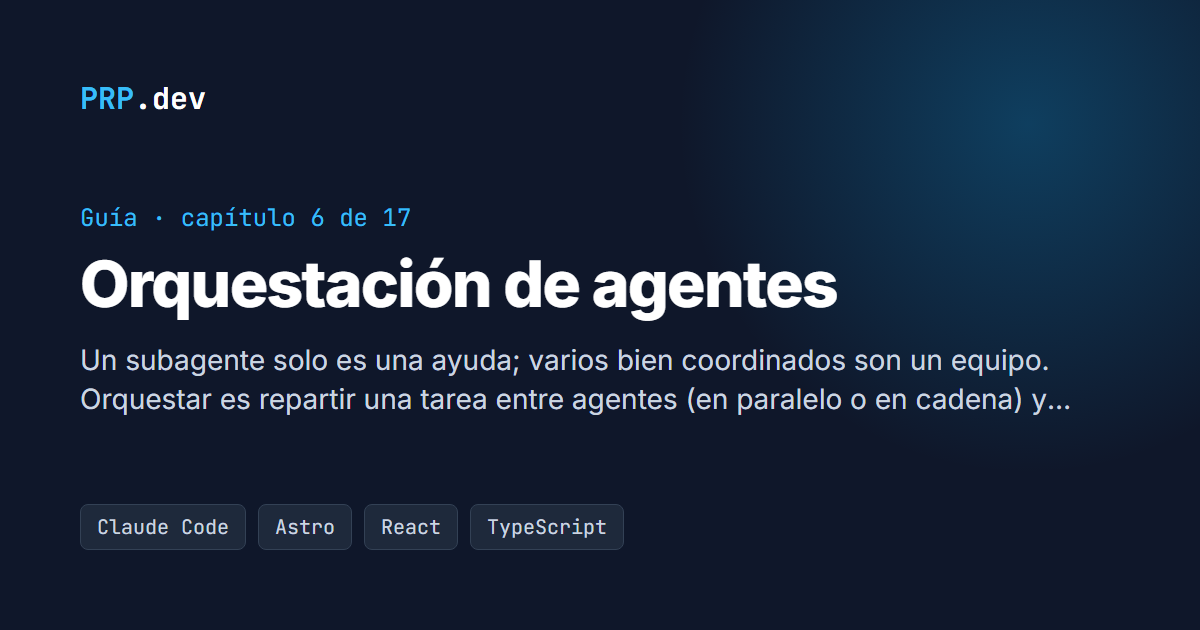 PRP.dev
Guía · capítulo 6 de 17
Orquestación de agentes
Un subagente solo es una ayuda; varios bien coordinados son un equipo.
Orquestar es repartir una tarea entre agentes (en paralelo o en cadena) y…
Claude Code
Astro
React
TypeScript